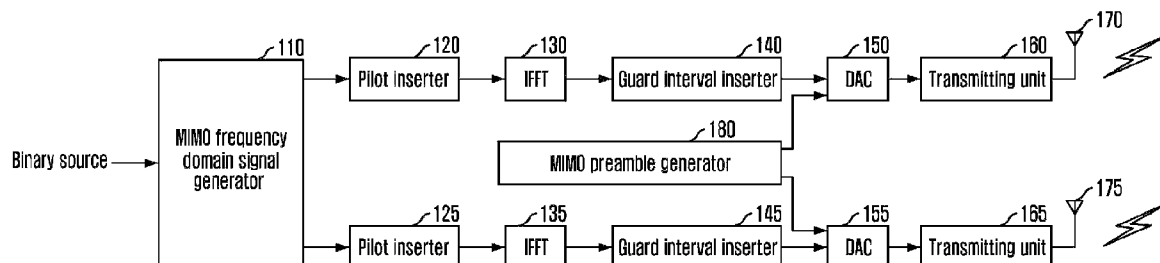 110
120
130
140
150
160
170
Pilot inserter
IFFT
Guard interval inserter
DAC
Transmitting unit
Binary source
MIMO frequency
domain signal
generator
180
MIMO preamble generator
125
135
145
155
165
175
Pilot inserter
IFFT
Guard interval inserter
DAC
Transmitting unit